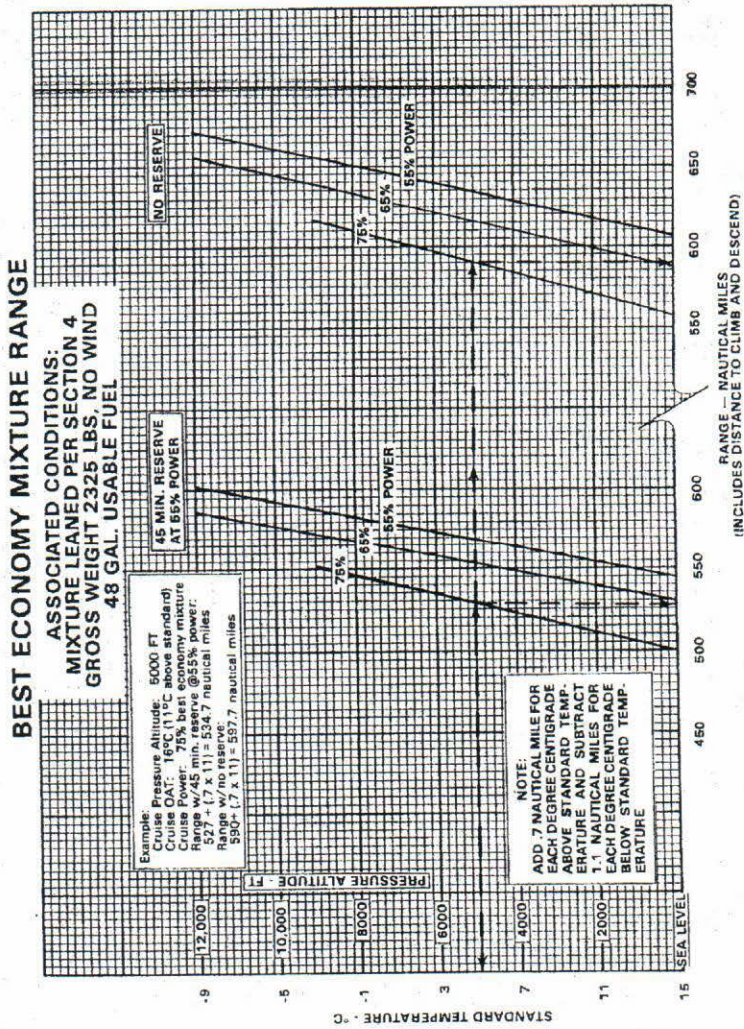 BEST ECONOMY MIXTURE RANGE
ASSOCIATED CONDITIONS:
MIXTURE LEANED PER SECTION 4
GROSS WEIGHT 2325 LBS, NO WIND
48 GAL. USABLE FUEL
Example:
Cruise Pressure Altitude: 5000 FT
Cruise OAT: 16°C (11°C above standard)
Cruise Power: 75% best economy mixture
Range w/45 min. reserve @55% power:
527 + (.7 x 11) = 534.7 nautical miles
Range w/no reserve:
590+ (.7 x 11) = 597.7 nautical miles
45 MIN. RESERVE
AT 55% POWER
NO RESERVE
75%
65%
55% POWER
75%
65%
55% POWER
PRESSURE ALTITUDE - FT
12,000
10,000
8000
6000
4000
2000
SEA LEVEL
STANDARD TEMPERATURE - °C
-9
-5
-1
3
7
11
15
NOTE:
ADD .7 NAUTICAL MILE FOR
EACH DEGREE CENTIGRADE
ABOVE STANDARD TEMP-
ERATURE AND SUBTRACT
1.1 NAUTICAL MILES FOR
EACH DEGREE CENTIGRADE
BELOW STANDARD TEMP-
ERATURE
450
500
550
600
550
600
650
700
RANGE — NAUTICAL MILES
(INCLUDES DISTANCE TO CLIMB AND DESCEND)